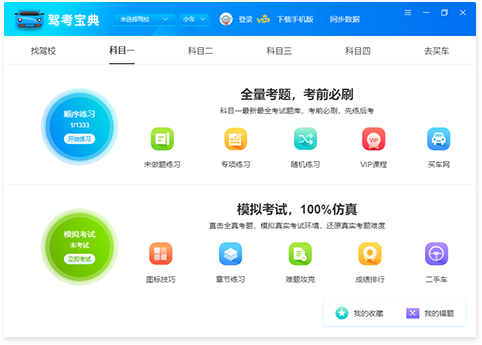 驾考宝典 未选择驾校 小车 登录 VIP 下载手机版 同步数据
找驾校 科目一 科目二 科目三 科目四 去买车
顺序练习
1/1333
开始练习
全量考题，考前必刷
科目一最新最全考试题库，考前必刷，先练后考
未做题练习 专项练习 随机练习 VIP课程 买车网
模拟考试
未考试
立即考试
模拟考试，100%仿真
直击全真考题，模拟真实考试环境，还原真实考题难度
图标技巧 章节练习 难题攻克 成绩排行 二手车
我的收藏 我的错题